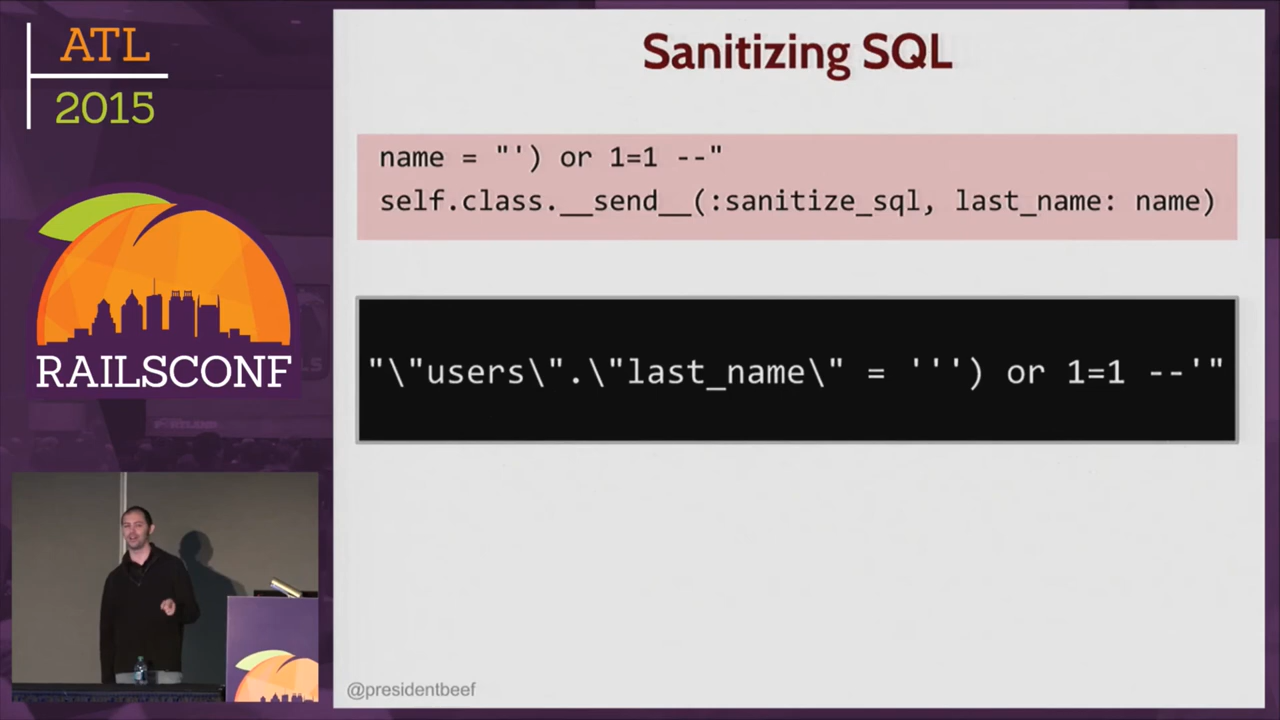 ATL
2015
RAILSCONF
Sanitizing SQL
name = "') or 1=1 --"
self.class.__send__(:sanitize_sql, last_name: name)
"\"users\".\"last_name\" = ''') or 1=1 --'"
@presidentbeef